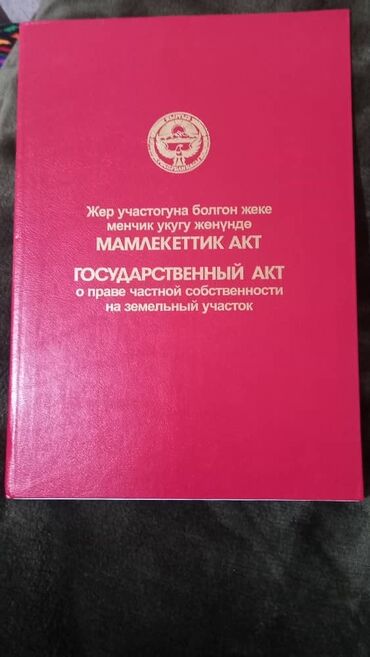 Жер участогуна болгон жеке
менчик укугу жөнүндө
МАМЛЕКЕТТИК АКТ
ГОСУДАРСТВЕННЫЙ АКТ
о праве частной собственности
на земельный участок